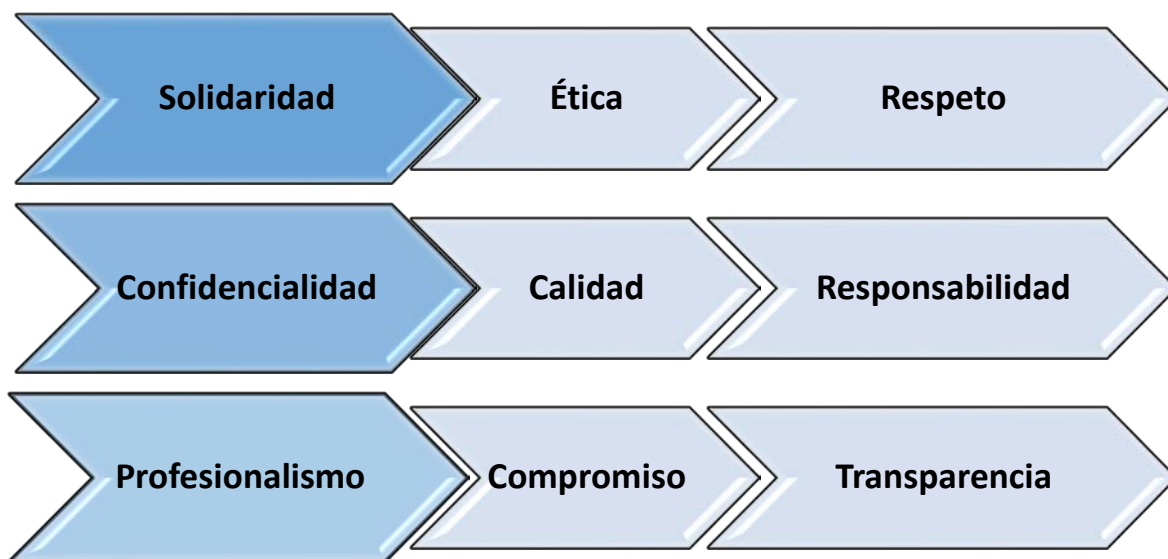 Solidaridad
Ética
Respeto
Confidencialidad
Calidad
Responsabilidad
Profesionalismo
Compromiso
Transparencia